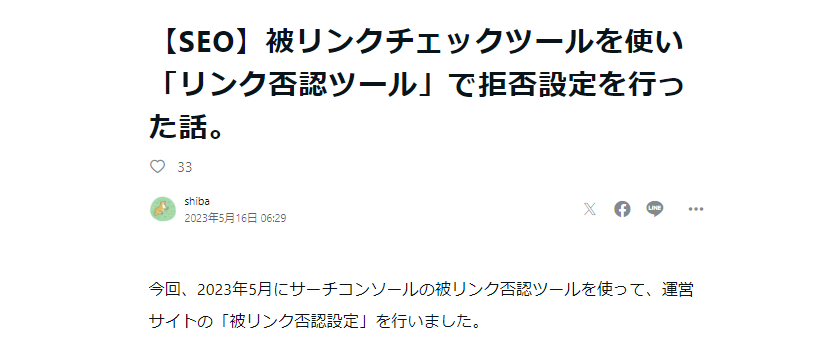 【SEO】被リンクチェックツールを使い
「リンク否認ツール」で拒否設定を行っ
た話。
33
shiba
2023年5月16日 06:29
LINE
今回、2023年5月にサーチコンソールの被リンク否認ツールを使って、運営
サイトの「被リンク否認設定」を行いました。